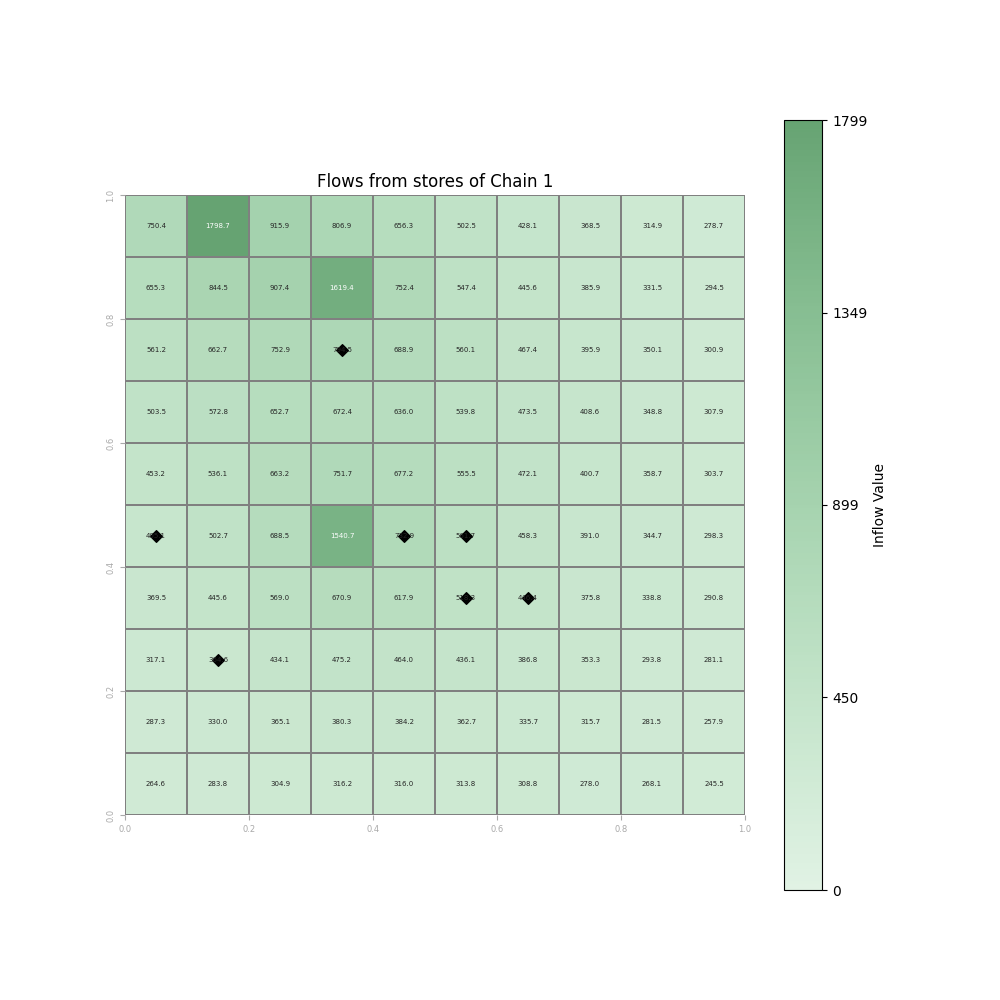 Flows from stores of Chain 1
1.0 750.4 1798.7 915.9 806.9 656.3 502.5 428.1 368.5 314.9 278.7
655.3 844.5 907.4 1619.4 752.4 547.4 445.6 385.9 331.5 294.5
0.8
561.2 662.7 752.9 688.9 560.1 467.4 395.9 350.1 300.9
503.5 572.8 652.7 672.4 636.0 539.8 473.5 408.6 348.8 307.9
0.6
453.2 536.1 663.2 751.7 677.2 555.5 472.1 400.7 358.7 303.7
502.7 688.5 1540.7 458.3 391.0 344.7 298.3
0.4
369.5 445.6 569.0 670.9 617.9 375.8 338.8 290.8
317.1 434.1 475.2 464.0 436.1 386.8 353.3 293.8 281.1
0.2
287.3 330.0 365.1 380.3 384.2 362.7 335.7 315.7 281.5 257.9
264.6 283.8 304.9 316.2 316.0 313.8 308.8 278.0 268.1 245.5
0.0
0.0 0.2 0.4 0.6 0.8 1.0
1799
1349
899
450
0
Inflow Value